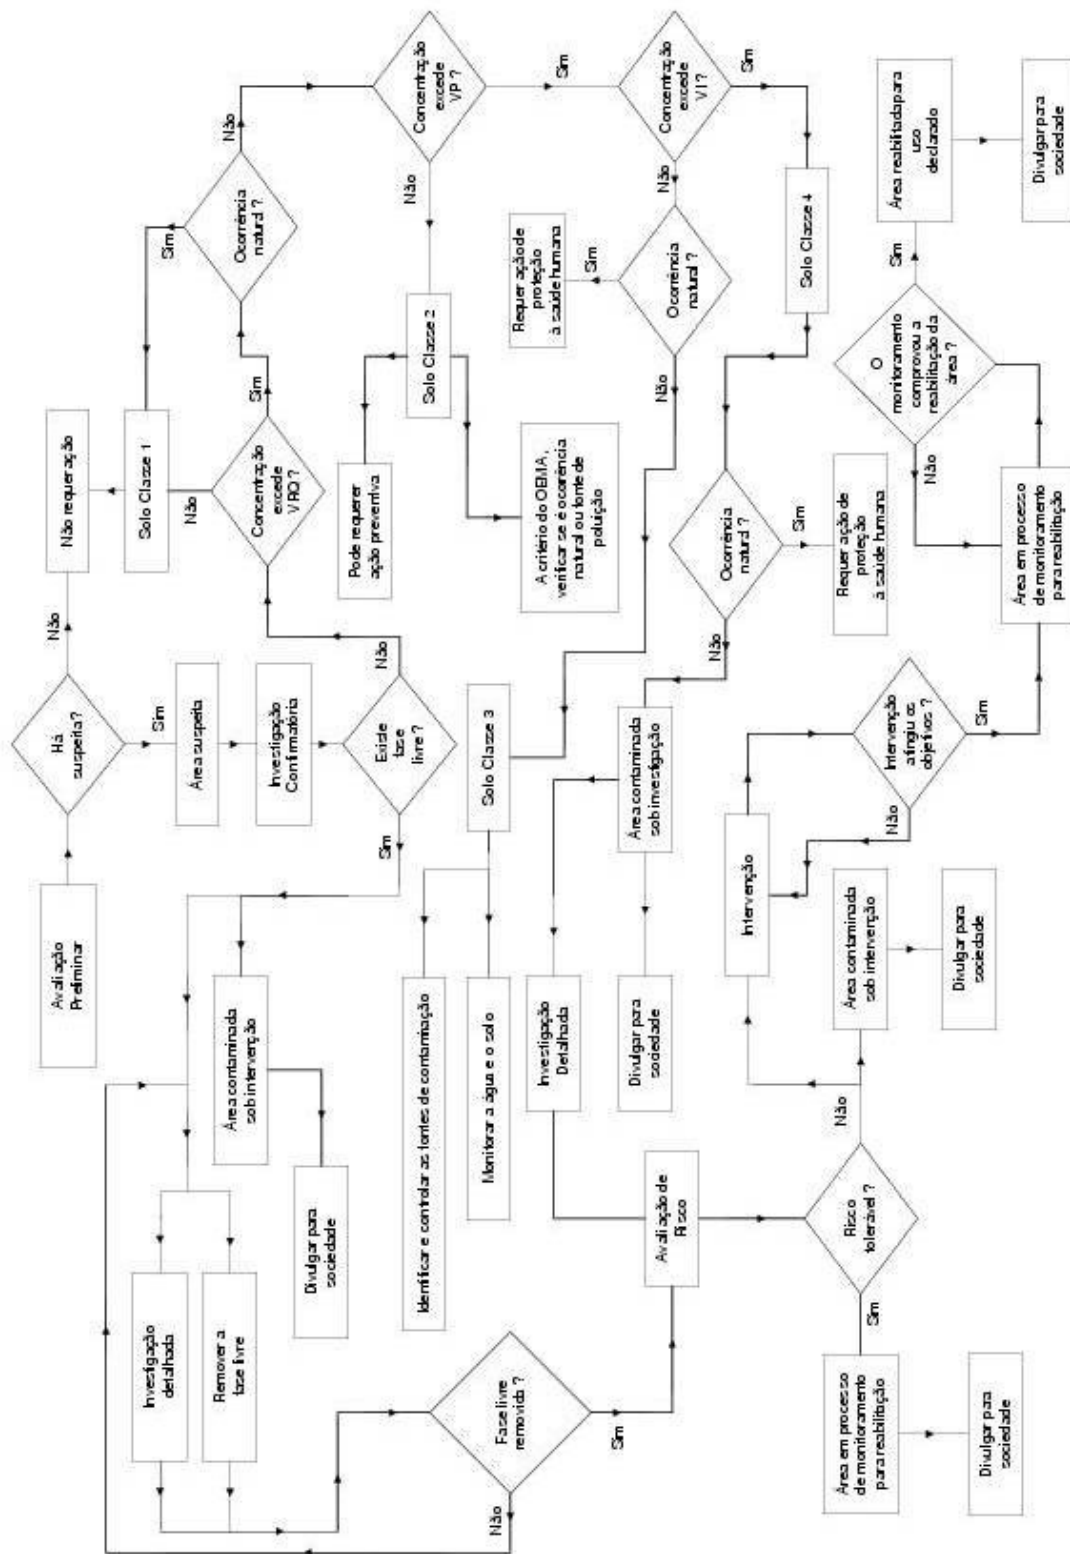 Avaliação
Preliminar
Há
suspeita?
Não
Não requer ação
Sim
Área suspeita
Investigação
Confirmatória
Existe
fase
livre ?
Sim
Não
Solo Classe 1
Não
Concentração
excede
VRQ ?
Sim
Sim
Ocorrência
natural ?
Não
Concentração
excede
VP ?
Não
Sim
Solo Classe 2
Pode requerer
ação preventiva
A critério do OEMA,
verificar se é ocorrência
natural ou fonte de
poluição
Concentração
excede
VI ?
Sim
Não
Ocorrência
natural ?
Sim
Requer ação de
proteção
à saúde humana
Não
Solo Classe 3
Identificar e controlar as fontes de contaminação
Monitorar a água e o solo
Solo Classe 4
Ocorrência
natural ?
Sim
Requer ação de
proteção
à saúde humana
Não
Área contaminada
sob investigação
Divulgar para
sociedade
Investigação
Detalhada
Área contaminada
sob intervenção
Divulgar para
sociedade
Investigação
detalhada
Remover a
fase livre
Fase livre
removida ?
Não
Sim
Avaliação de
Risco
Risco
tolerável ?
Sim
Área em processo
de monitoramento
para reabilitação
Divulgar para
sociedade
Não
Área contaminada
sob intervenção
Divulgar para
sociedade
Intervenção
Intervenção
atingiu os
objetivos ?
Não
Sim
Área em processo
de monitoramento
para reabilitação
O
monitoramento
comprovou a
reabilitação da
área ?
Não
Sim
Área reabilitada para
uso
declarado
Divulgar para
sociedade